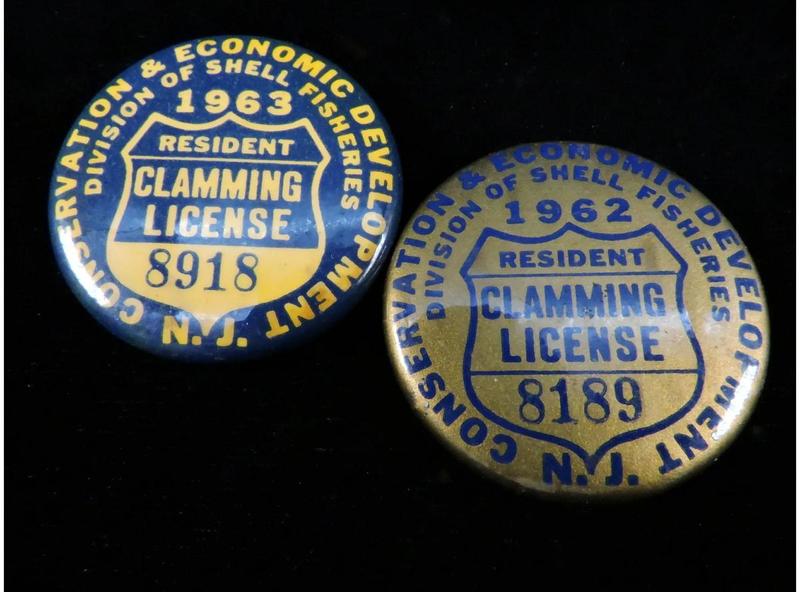 CONSERVATION & ECONOMIC DEVELOPMENT
DIVISION OF SHELL FISHERIES
1963
RESIDENT
CLAMMING
LICENSE
8918
N. J.
CONSERVATION & ECONOMIC DEVELOPMENT
DIVISION OF SHELL FISHERIES
1962
RESIDENT
CLAMMING
LICENSE
8189
N. J.